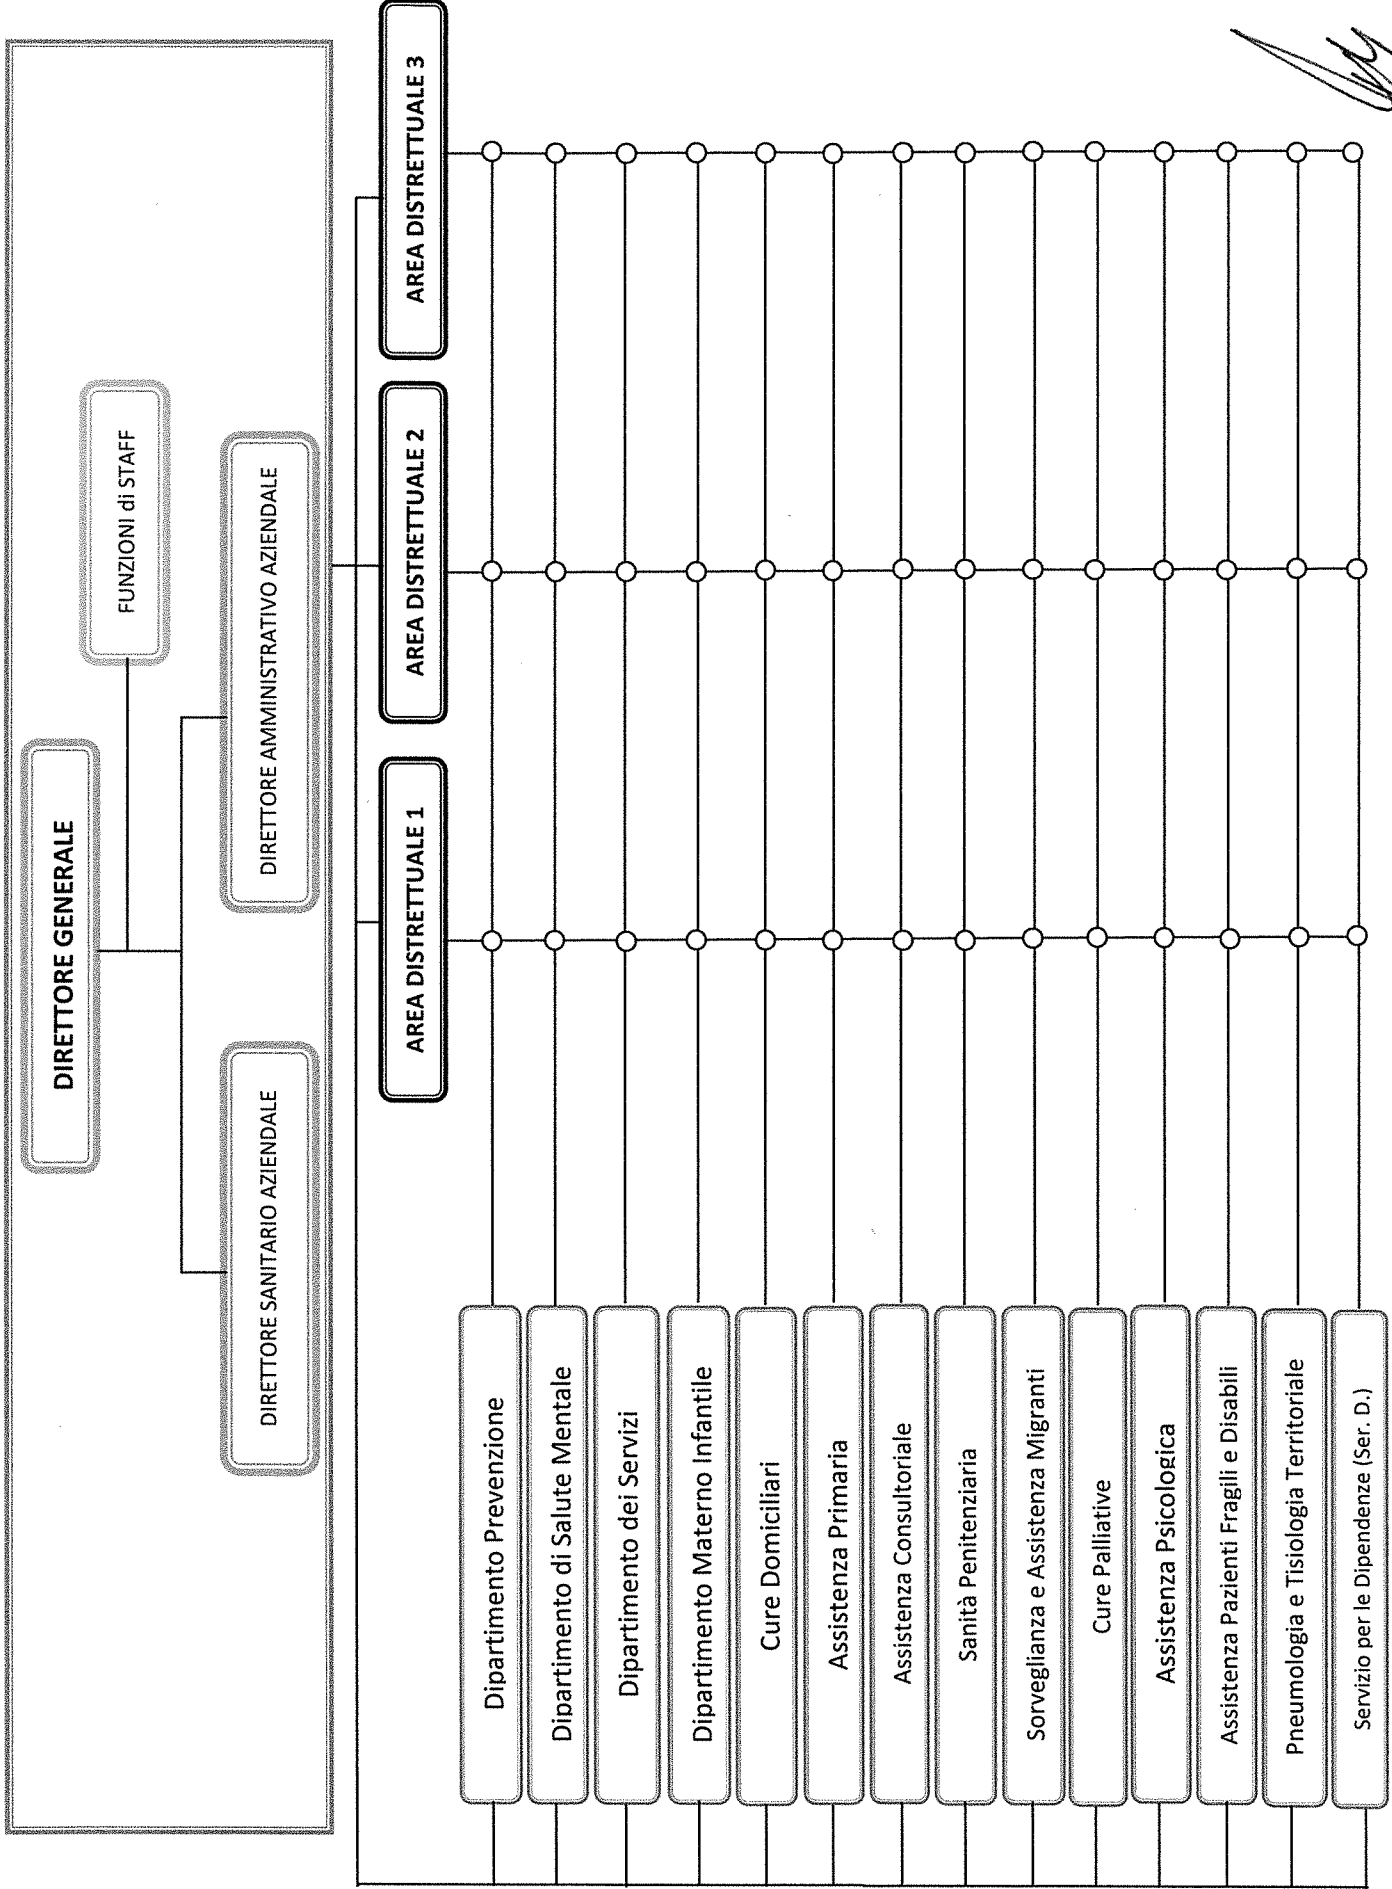 DIRETTORE GENERALE
FUNZIONI di STAFF
DIRETTORE SANITARIO AZIENDALE
DIRETTORE AMMINISTRATIVO AZIENDALE
AREA DISTRETTUALE 1
AREA DISTRETTUALE 2
AREA DISTRETTUALE 3
Dipartimento Prevenzione
Dipartimento di Salute Mentale
Dipartimento dei Servizi
Dipartimento Materno Infantile
Cure Domiciliari
Assistenza Primaria
Assistenza Consultoriale
Sanità Penitenziaria
Sorveglianza e Assistenza Migranti
Cure Palliative
Assistenza Psicologica
Assistenza Pazienti Fragili e Disabili
Pneumologia e Tisiologia Territoriale
Servizio per le Dipendenze (Ser. D.)